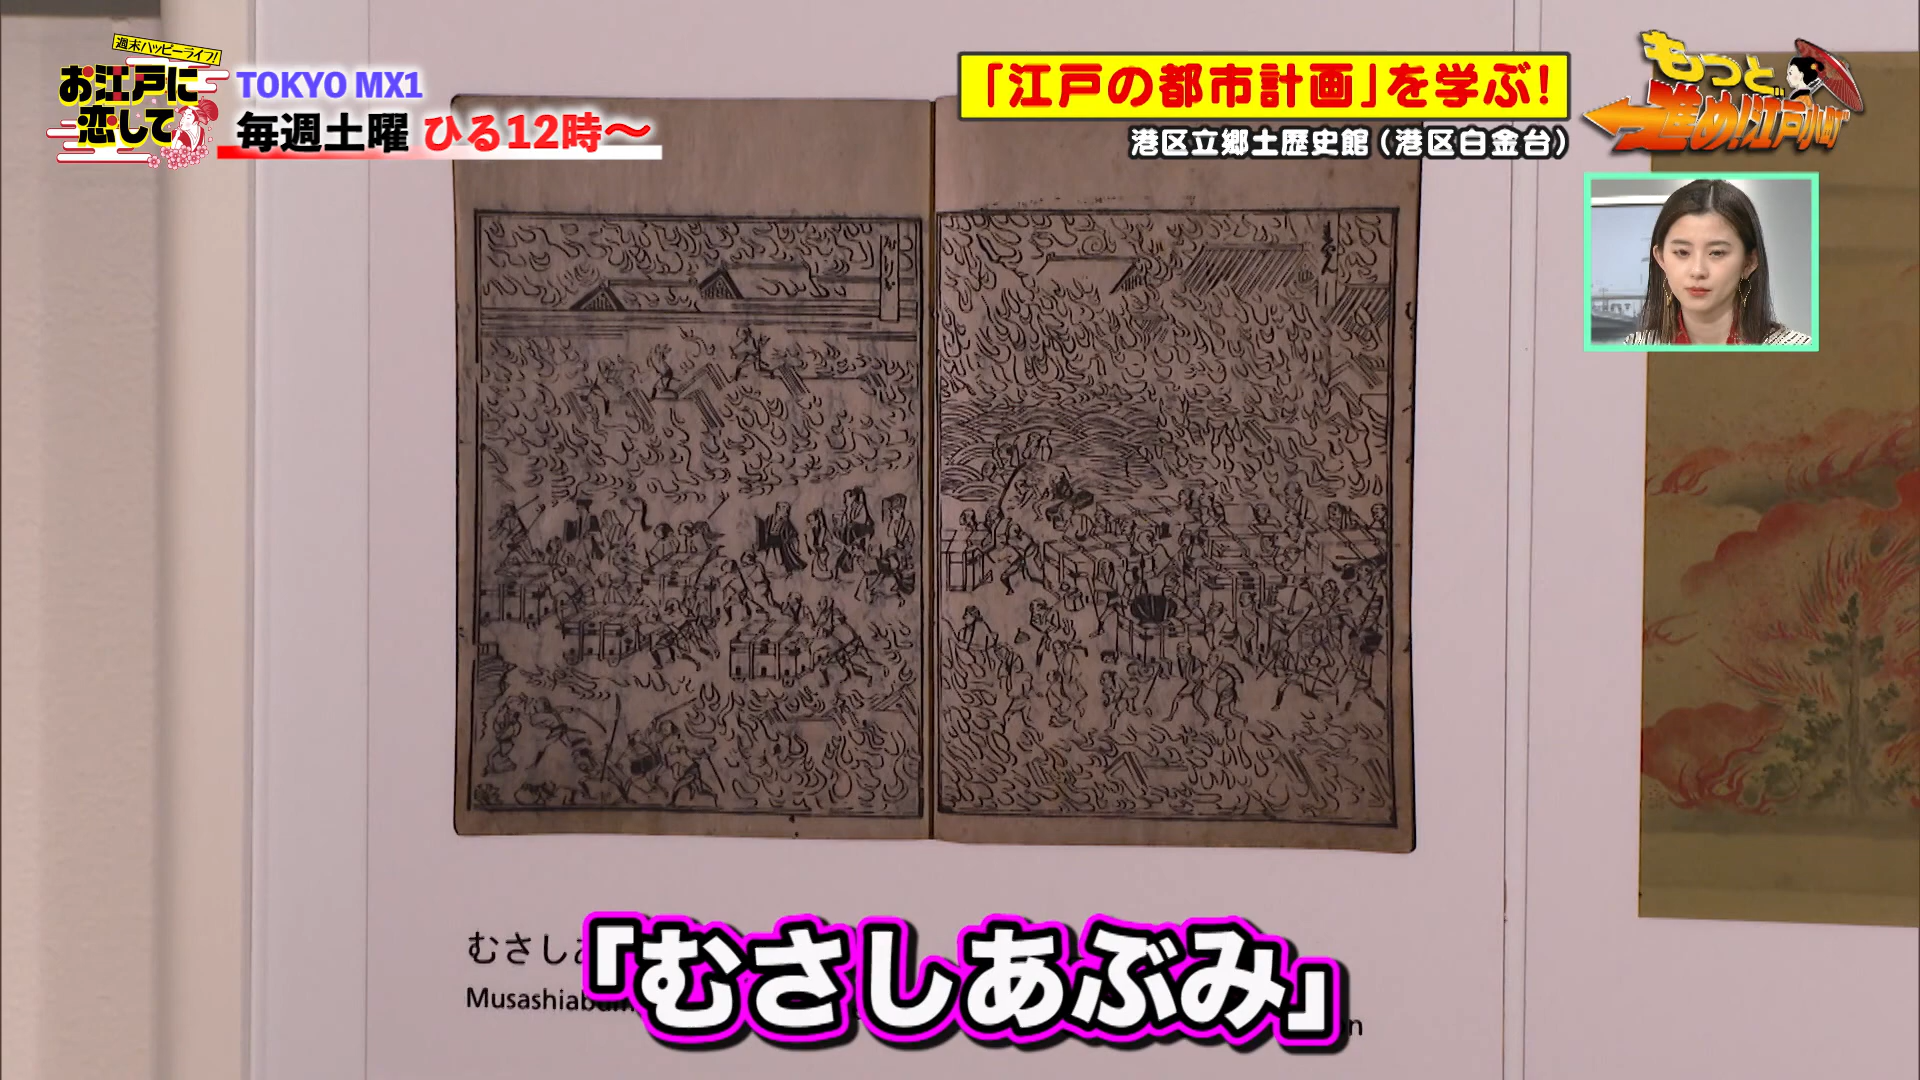 週末ハッピーライフ!
お江戸に
恋して
TOKYO MX1
毎週土曜 ひる12時〜
「江戸の都市計画」を学ぶ!
港区立郷土歴史館(港区白金台)
もっと
進め!江戸小町
むさしあ
Musashiabum
「むさしあぶみ」